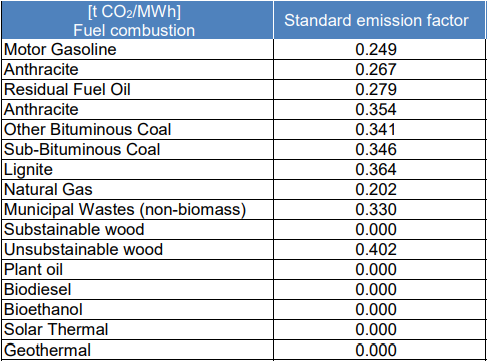 [t CO₂/MWh]
Fuel combustion
Standard emission factor
Motor Gasoline 0.249
Anthracite 0.267
Residual Fuel Oil 0.279
Anthracite 0.354
Other Bituminous Coal 0.341
Sub-Bituminous Coal 0.346
Lignite 0.364
Natural Gas 0.202
Municipal Wastes (non-biomass) 0.330
Substainable wood 0.000
Unsubstainable wood 0.402
Plant oil 0.000
Biodiesel 0.000
Bioethanol 0.000
Solar Thermal 0.000
Geothermal 0.000